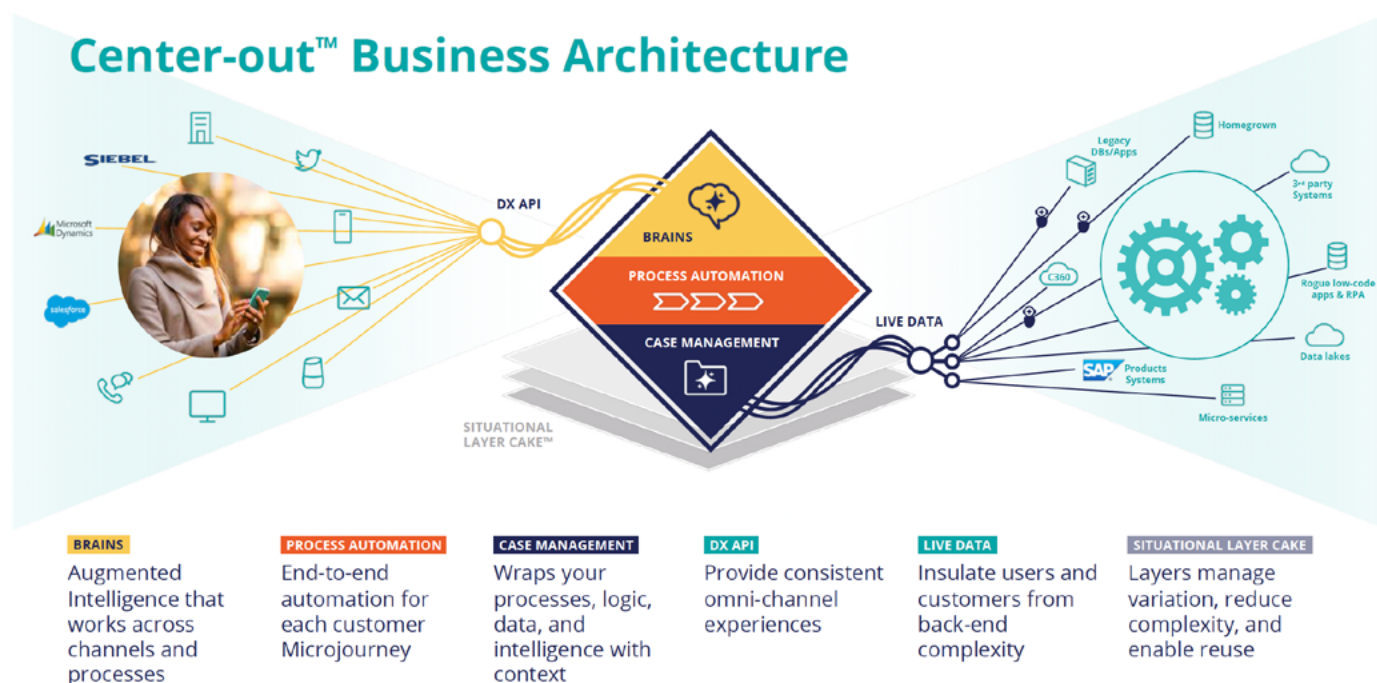 Center-out™ Business Architecture
SIEBEL
Microsoft
Dynamics
salesforce
DX API
BRAINS
PROCESS AUTOMATION
CASE MANAGEMENT
SITUATIONAL
LAYER CAKE™
LIVE DATA
Legacy
DBs/Apps
Homegrown
3rd party
Systems
C360
Rogue low-code
apps & RPA
Data lakes
SAP
Products
Systems
Micro-services
BRAINS
Augmented
Intelligence that
works across
channels and
processes
PROCESS AUTOMATION
End-to-end
automation for
each customer
Microjourney
CASE MANAGEMENT
Wraps your
processes, logic,
data, and
intelligence with
context
DX API
Provide consistent
omni-channel
experiences
LIVE DATA
Insulate users and
customers from
back-end
complexity
SITUATIONAL LAYER CAKE
Layers manage
variation, reduce
complexity, and
enable reuse